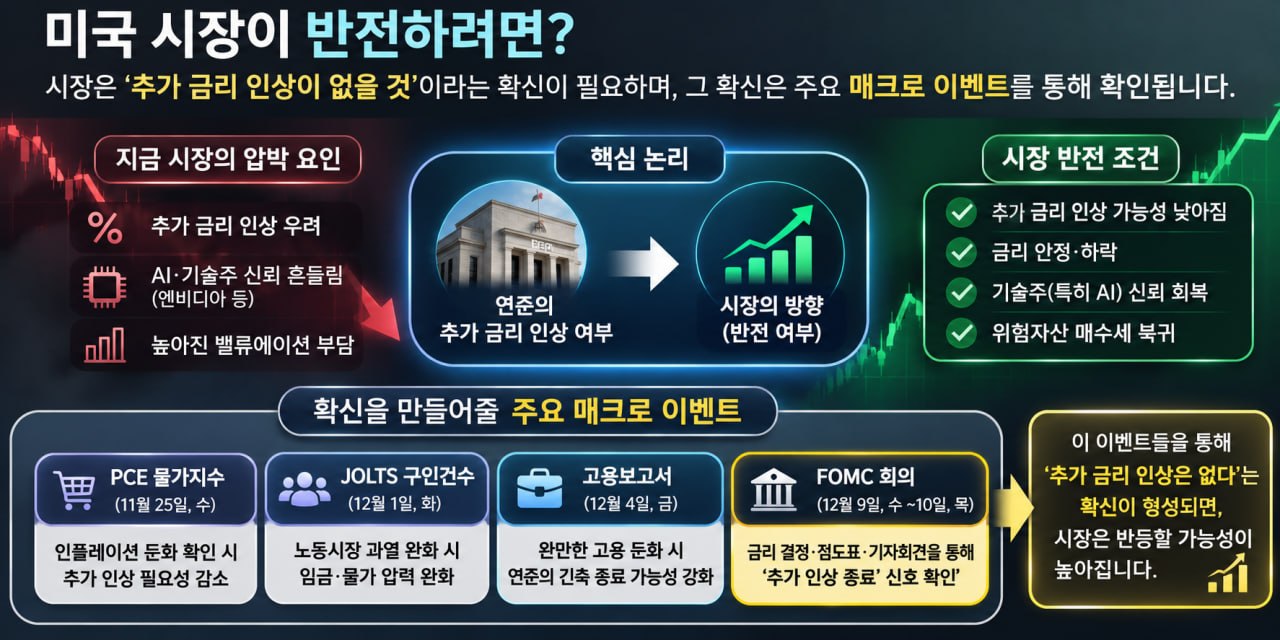 미국 시장이 반전하려면?
시장은 '추가 금리 인상이 없을 것'이라는 확신이 필요하며, 그 확신은 주요 매크로 이벤트를 통해 확인됩니다.
지금 시장의 압박 요인
추가 금리 인상 우려
AI·기술주 신뢰 흔들림
(엔비디아 등)
높아진 밸류에이션 부담
핵심 논리
연준의
추가 금리 인상 여부
시장의 방향
(반전 여부)
시장 반전 조건
추가 금리 인상 가능성 낮아짐
금리 안정·하락
기술주(특히 AI) 신뢰 회복
위험자산 매수세 복귀
확신을 만들어줄 주요 매크로 이벤트
PCE 물가지수
(11월 25일, 수)
인플레이션 둔화 확인 시
추가 인상 필요성 감소
JOLTS 구인건수
(12월 1일, 화)
노동시장 과열 완화 시
임금·물가 압력 완화
고용보고서
(12월 4일, 금)
완만한 고용 둔화 시
연준의 긴축 종료 가능성 강화
FOMC 회의
(12월 9일, 수 ~10일, 목)
금리 결정·점도표·기자회견을 통해
'추가 인상 종료' 신호 확인'
이 이벤트들을 통해
'추가 금리 인상은 없다'는
확신이 형성되면,
시장은 반등할 가능성이
높아집니다.